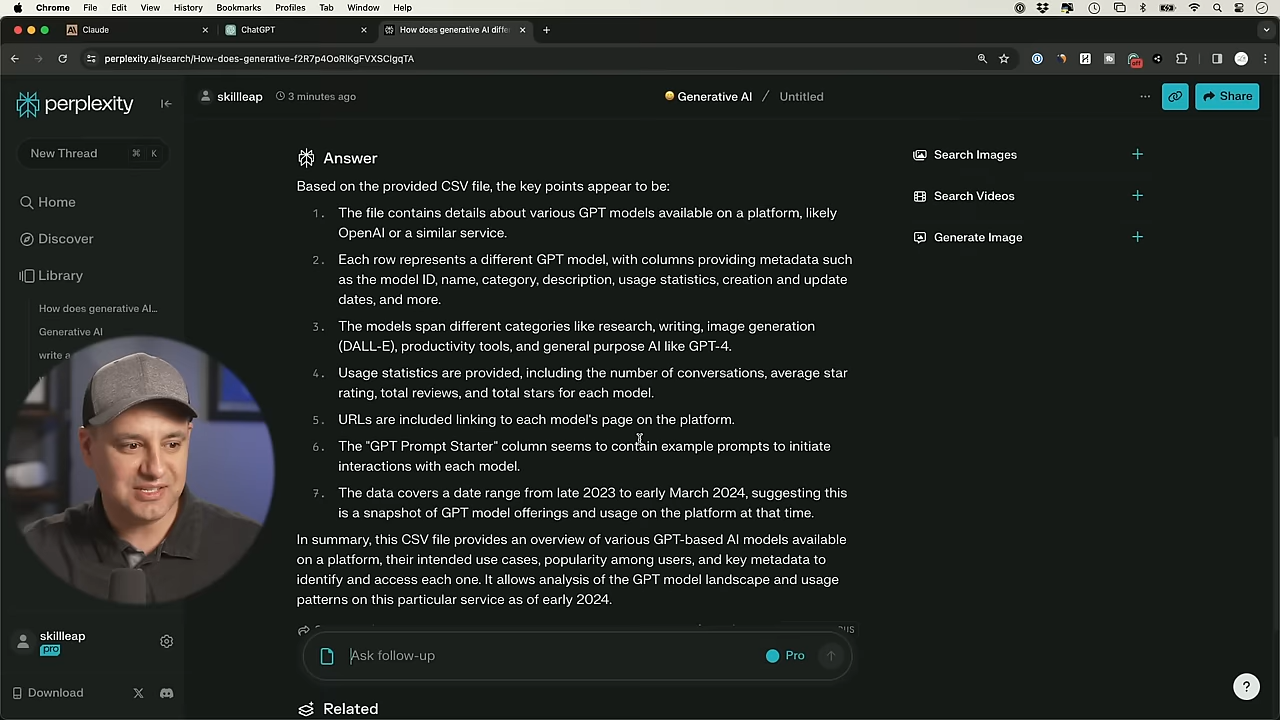 Chrome File Edit View History Bookmarks Profiles Tab Window Help
Claude ChatGPT How does generative AI diffe
perplexity.ai/search/How-does-generative-f2R7p4OoRlKgFVXSCIgqTA
off
perplexity
skillleap 3 minutes ago Generative AI / Untitled Share
New Thread ⌘ K
Home
Discover
Library
How does generative AI...
Generative AI
write a
Answer
Based on the provided CSV file, the key points appear to be:
1. The file contains details about various GPT models available on a platform, likely
OpenAI or a similar service.
2. Each row represents a different GPT model, with columns providing metadata such
as the model ID, name, category, description, usage statistics, creation and update
dates, and more.
3. The models span different categories like research, writing, image generation
(DALL-E), productivity tools, and general purpose AI like GPT-4.
4. Usage statistics are provided, including the number of conversations, average star
rating, total reviews, and total stars for each model.
5. URLs are included linking to each model's page on the platform.
6. The "GPT Prompt Starter" column seems to contain example prompts to initiate
interactions with each model.
7. The data covers a date range from late 2023 to early March 2024, suggesting this
is a snapshot of GPT model offerings and usage on the platform at that time.
In summary, this CSV file provides an overview of various GPT-based AI models available
on a platform, their intended use cases, popularity among users, and key metadata to
identify and access each one. It allows analysis of the GPT model landscape and usage
patterns on this particular service as of early 2024.
Ask follow-up Pro
Related
Search Images
Search Videos
Generate Image
skillleap
pro
Download
?